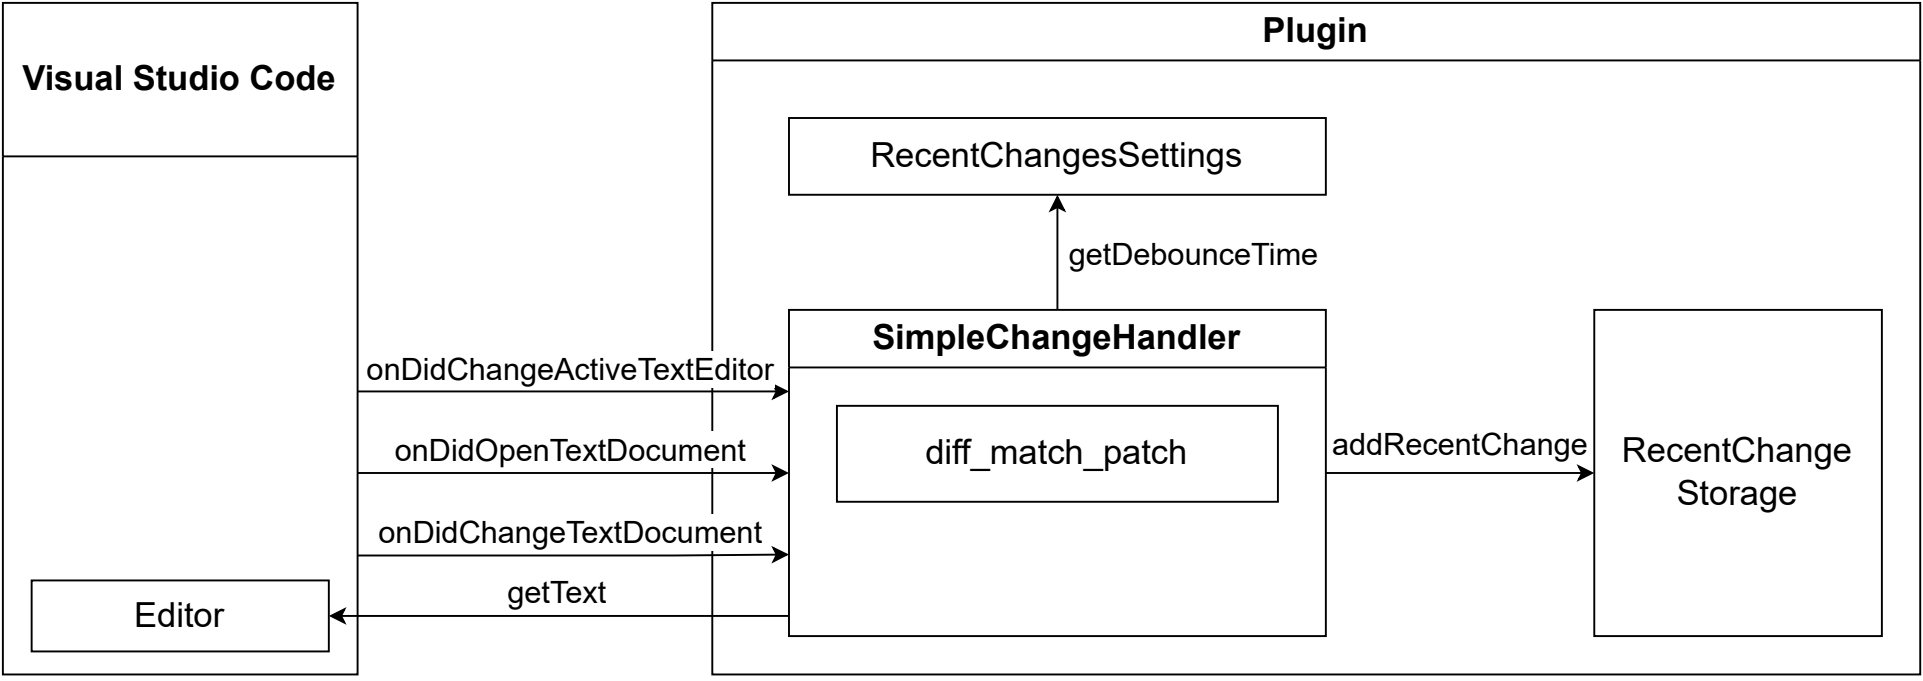 Visual Studio Code
Plugin
RecentChangesSettings
getDebounceTime
SimpleChangeHandler
onDidChangeActiveTextEditor
diff_match_patch
onDidOpenTextDocument
addRecentChange
RecentChange
Storage
onDidChangeTextDocument
getText
Editor